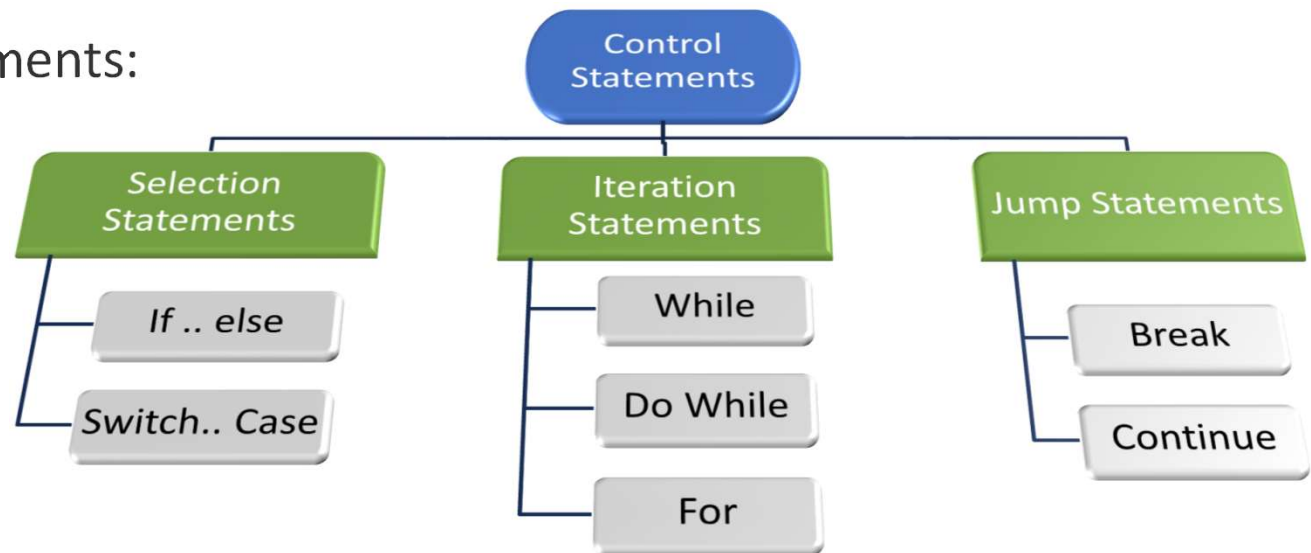 ments:
Control
Statements
Selection
Statements
If .. else
Switch.. Case
Iteration
Statements
While
Do While
For
Jump Statements
Break
Continue